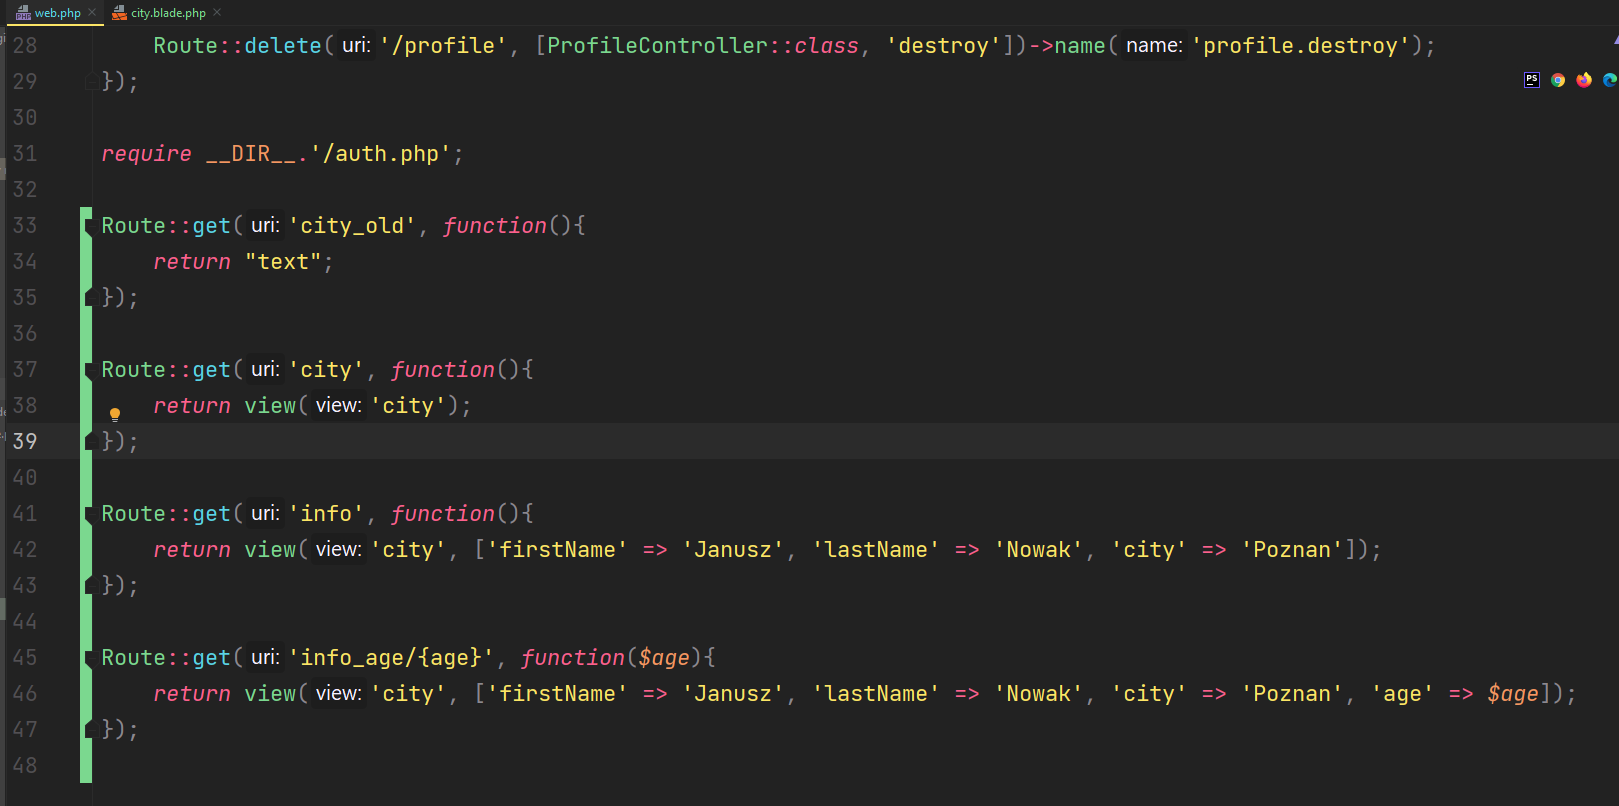 web.php city.blade.php
28 Route::delete( uri: '/profile', [ProfileController::class, 'destroy'])->name( name: 'profile.destroy');
29 });
30
31 require __DIR__.'/auth.php';
32
33 Route::get( uri: 'city_old', function(){
34 return "text";
35 });
36
37 Route::get( uri: 'city', function(){
38 return view( view: 'city');
39 });
40
41 Route::get( uri: 'info', function(){
42 return view( view: 'city', ['firstName' => 'Janusz', 'lastName' => 'Nowak', 'city' => 'Poznan']);
43 });
44
45 Route::get( uri: 'info_age/{age}', function($age){
46 return view( view: 'city', ['firstName' => 'Janusz', 'lastName' => 'Nowak', 'city' => 'Poznan', 'age' => $age]);
47 });
48